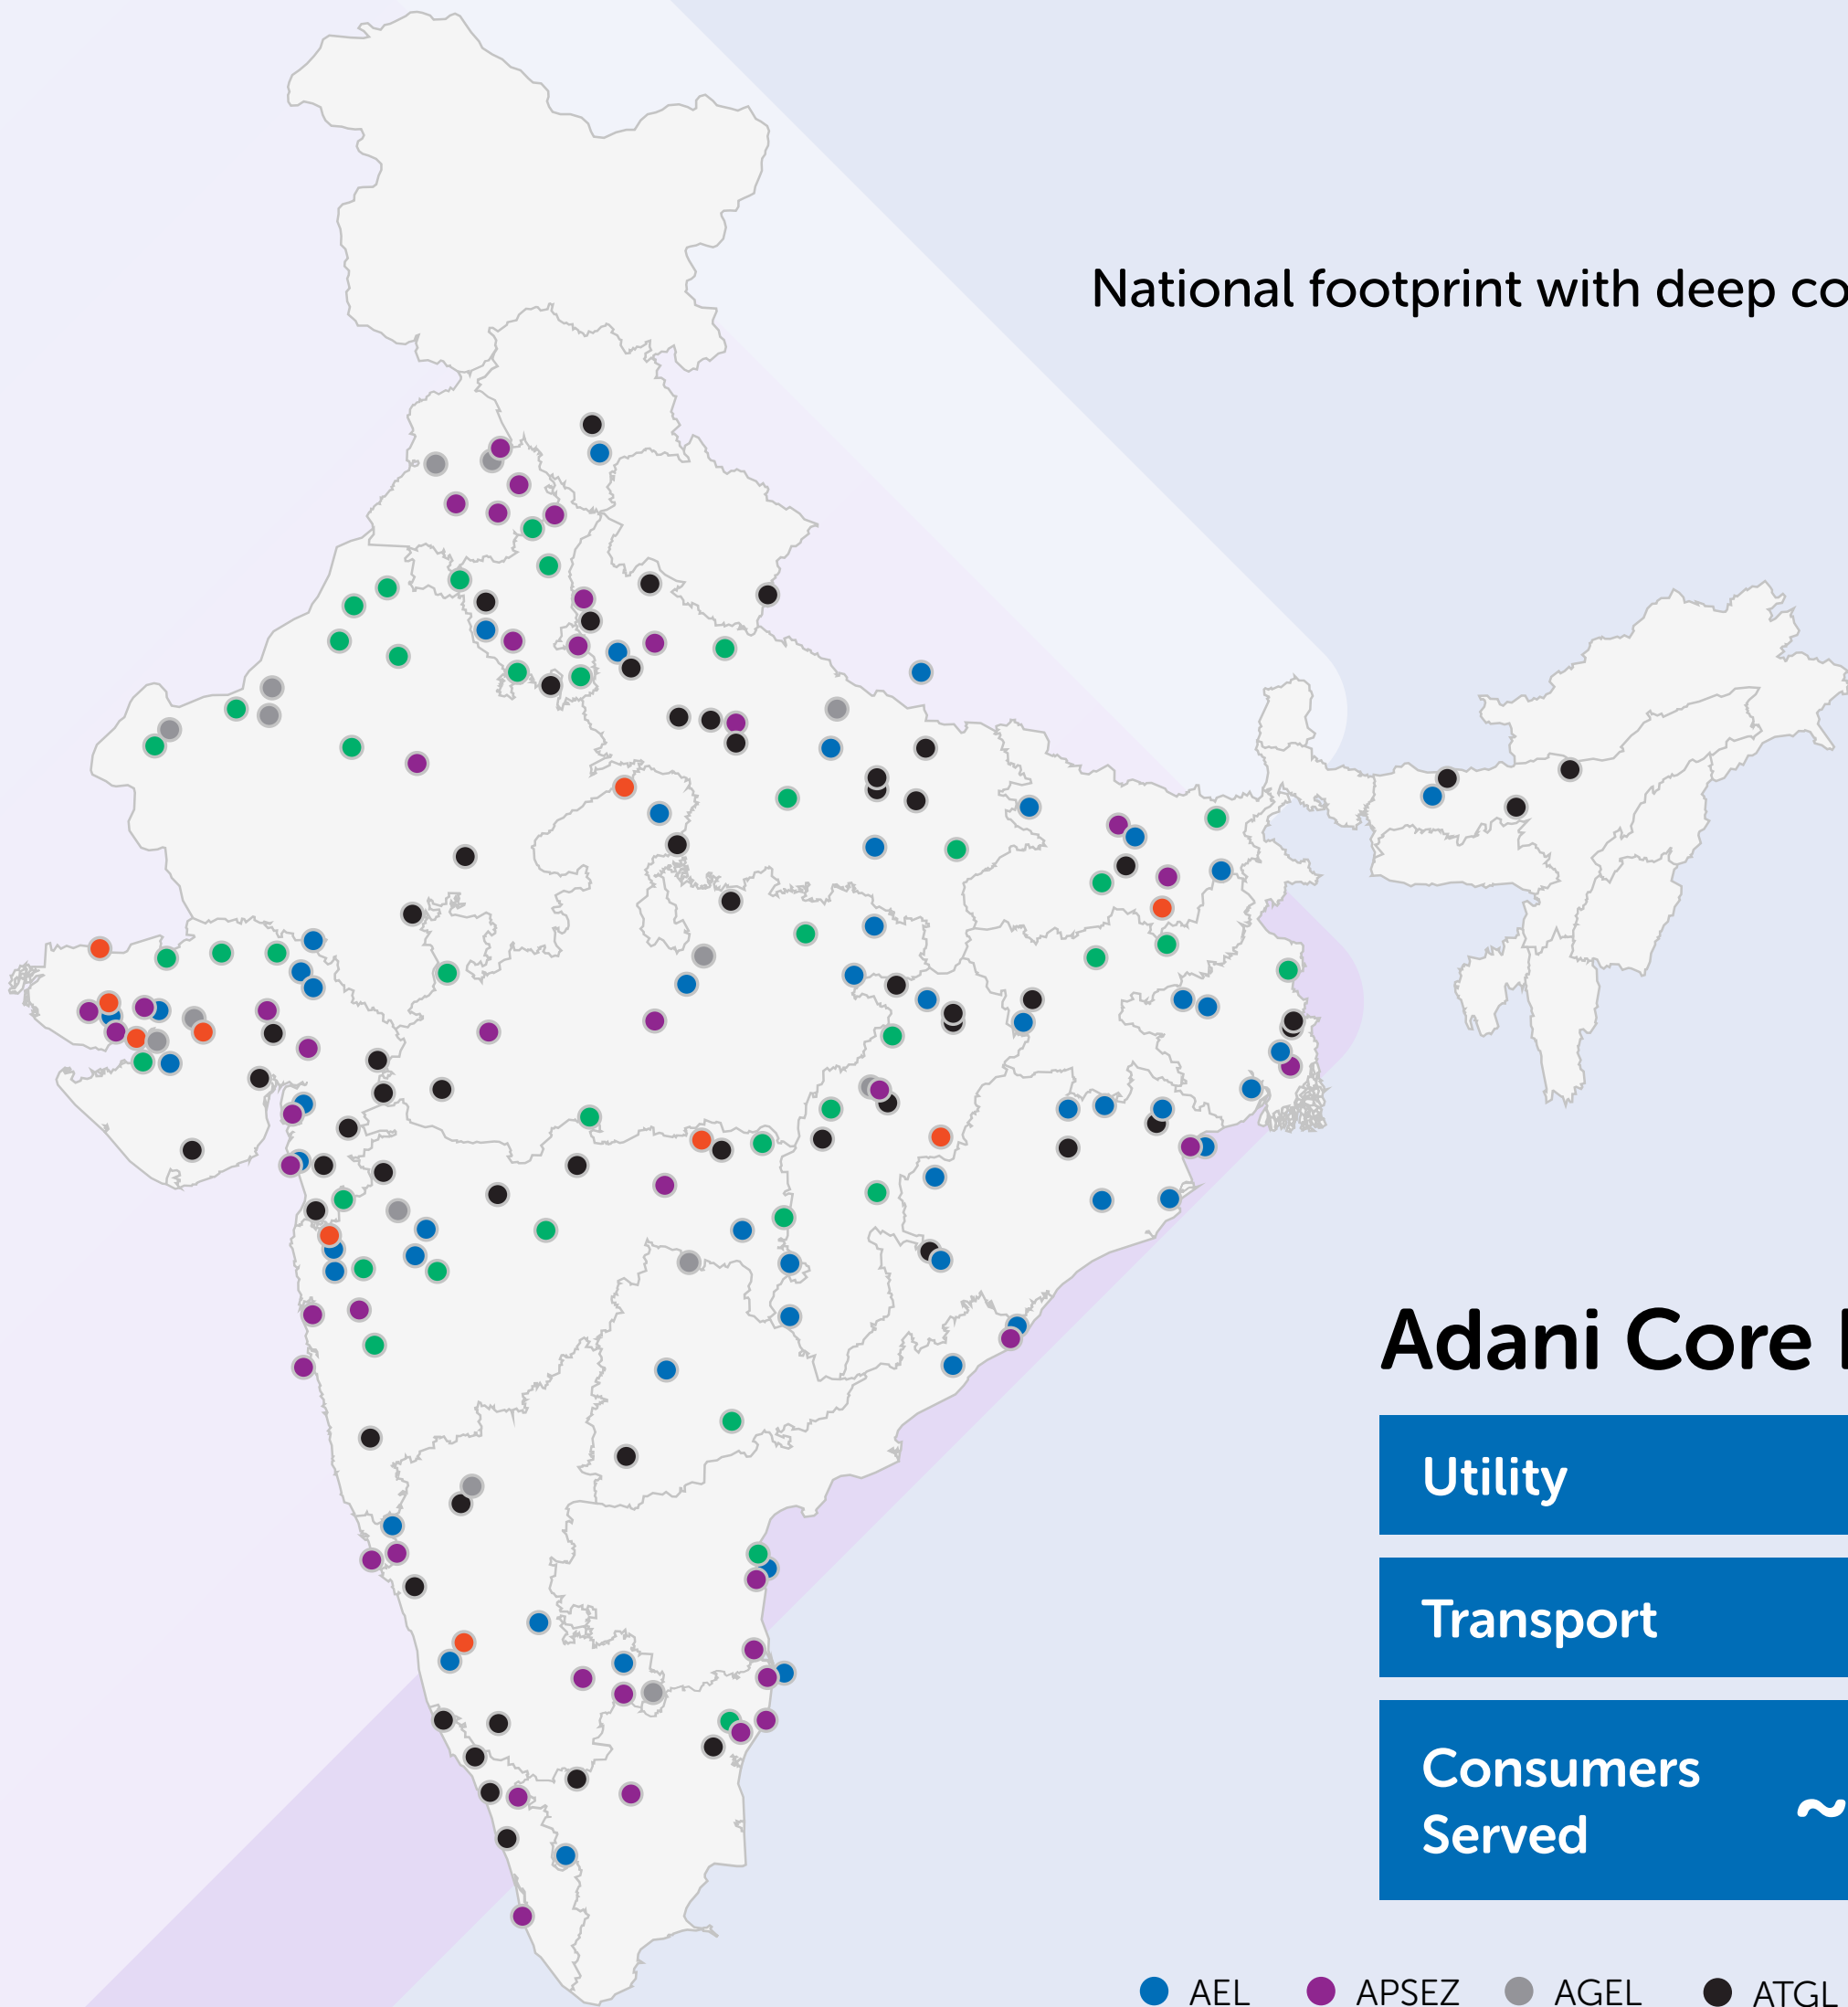 National footprint with deep co
Adani Core
Utility
Transport
Consumers
Served
~
AEL
APSEZ
AGEL
ATGL